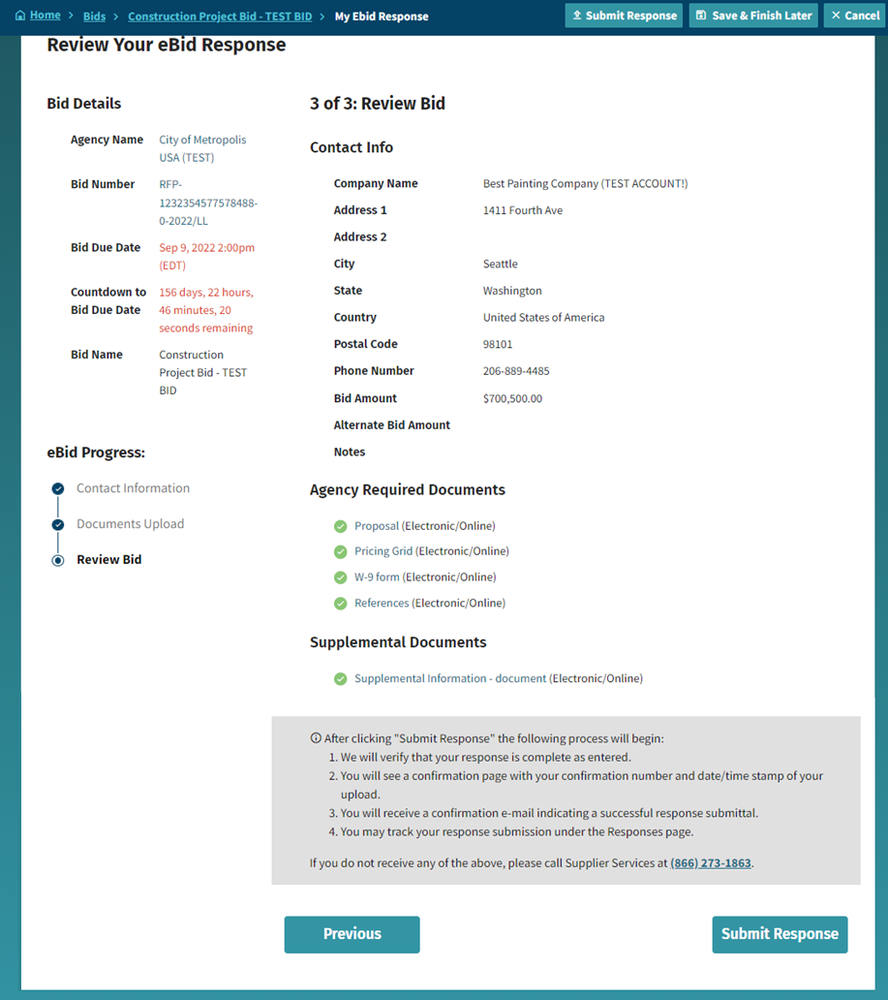 Home > Bids > Construction Project Bid - TEST BID > My Ebid Response
Submit Response
Save & Finish Later
Cancel
Review Your eBid Response
Bid Details
Agency Name City of Metropolis
USA (TEST)
Bid Number RFP-
1232354577578488-
0-2022/LL
Bid Due Date Sep 9, 2022 2:00pm
(EDT)
Countdown to 156 days, 22 hours,
Bid Due Date 46 minutes, 20
seconds remaining
Bid Name Construction
Project Bid - TEST
BID
eBid Progress:
Contact Information
Documents Upload
Review Bid
3 of 3: Review Bid
Contact Info
Company Name Best Painting Company (TEST ACCOUNT!)
Address 1 1411 Fourth Ave
Address 2
City Seattle
State Washington
Country United States of America
Postal Code 98101
Phone Number 206-889-4485
Bid Amount $700,500.00
Alternate Bid Amount
Notes
Agency Required Documents
Proposal (Electronic/Online)
Pricing Grid (Electronic/Online)
W-9 form (Electronic/Online)
References (Electronic/Online)
Supplemental Documents
Supplemental Information - document (Electronic/Online)
After clicking "Submit Response" the following process will begin:
1. We will verify that your response is complete as entered.
2. You will see a confirmation page with your confirmation number and date/time stamp of your
upload.
3. You will receive a confirmation e-mail indicating a successful response submittal.
4. You may track your response submission under the Responses page.
If you do not receive any of the above, please call Supplier Services at (866) 273-1863.
Previous
Submit Response